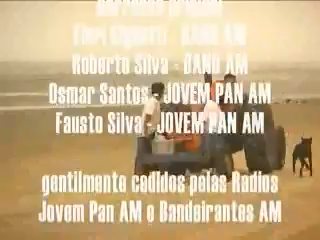 Fiori Gigliotti - BAND AM
Roberto Silva - BAND AM
Osmar Santos - JOVEM PAN AM
Fausto Silva - JOVEM PAN AM
gentilmente cedidos pelas Radios
Jovem Pan AM e Bandeirantes AM